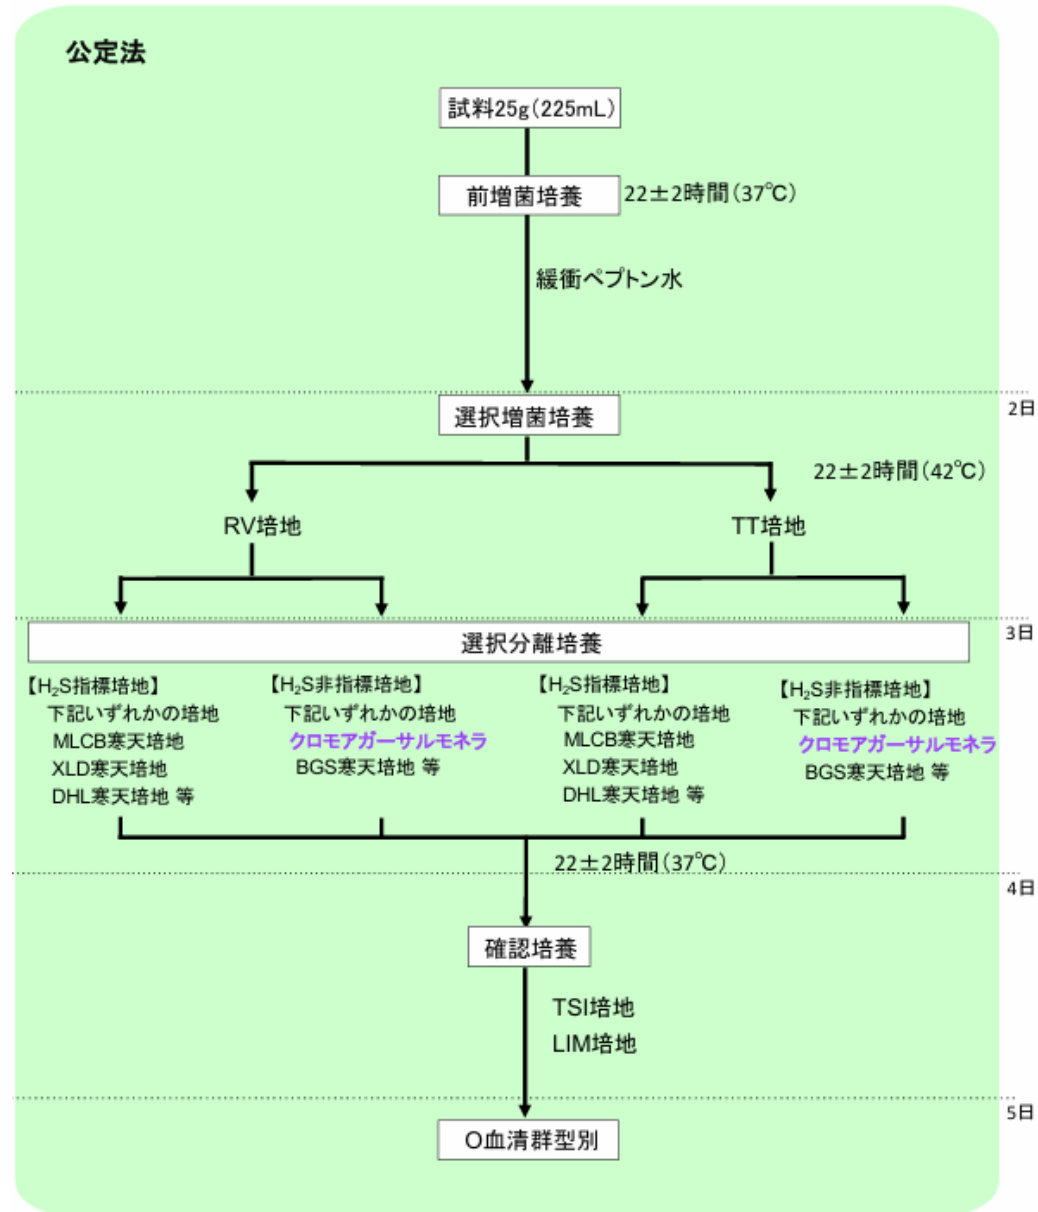 公定法
試料25g(225mL)
前増菌培養
22±2時間(37℃)
緩衝ペプトン水
2日
選択増菌培養
22±2時間(42℃)
RV培地
TT培地
3日
選択分離培養
【H₂S指標培地】
下記いずれかの培地
MLCB寒天培地
XLD寒天培地
DHL寒天培地 等
【H₂S非指標培地】
下記いずれかの培地
クロモアガーサルモネラ
BGS寒天培地 等
【H₂S指標培地】
下記いずれかの培地
MLCB寒天培地
XLD寒天培地
DHL寒天培地 等
【H₂S非指標培地】
下記いずれかの培地
クロモアガーサルモネラ
BGS寒天培地 等
22±2時間(37℃)
4日
確認培養
TSI培地
LIM培地
5日
O血清群型別